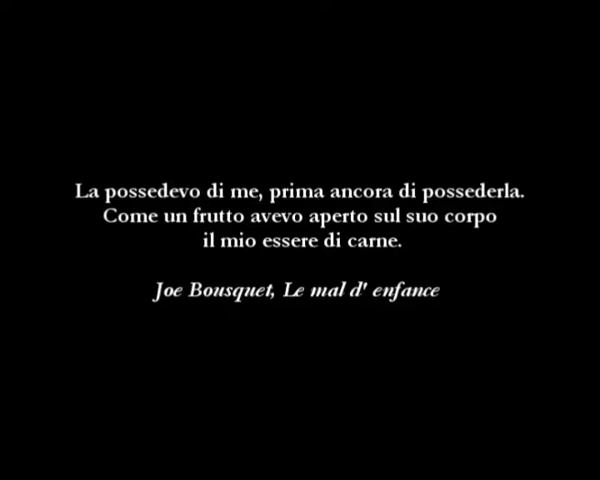 La possedevo di me, prima ancora di possederla.
Come un frutto avevo aperto sul suo corpo
il mio essere di carne.
Joe Bousquet, Le mal d' enfance